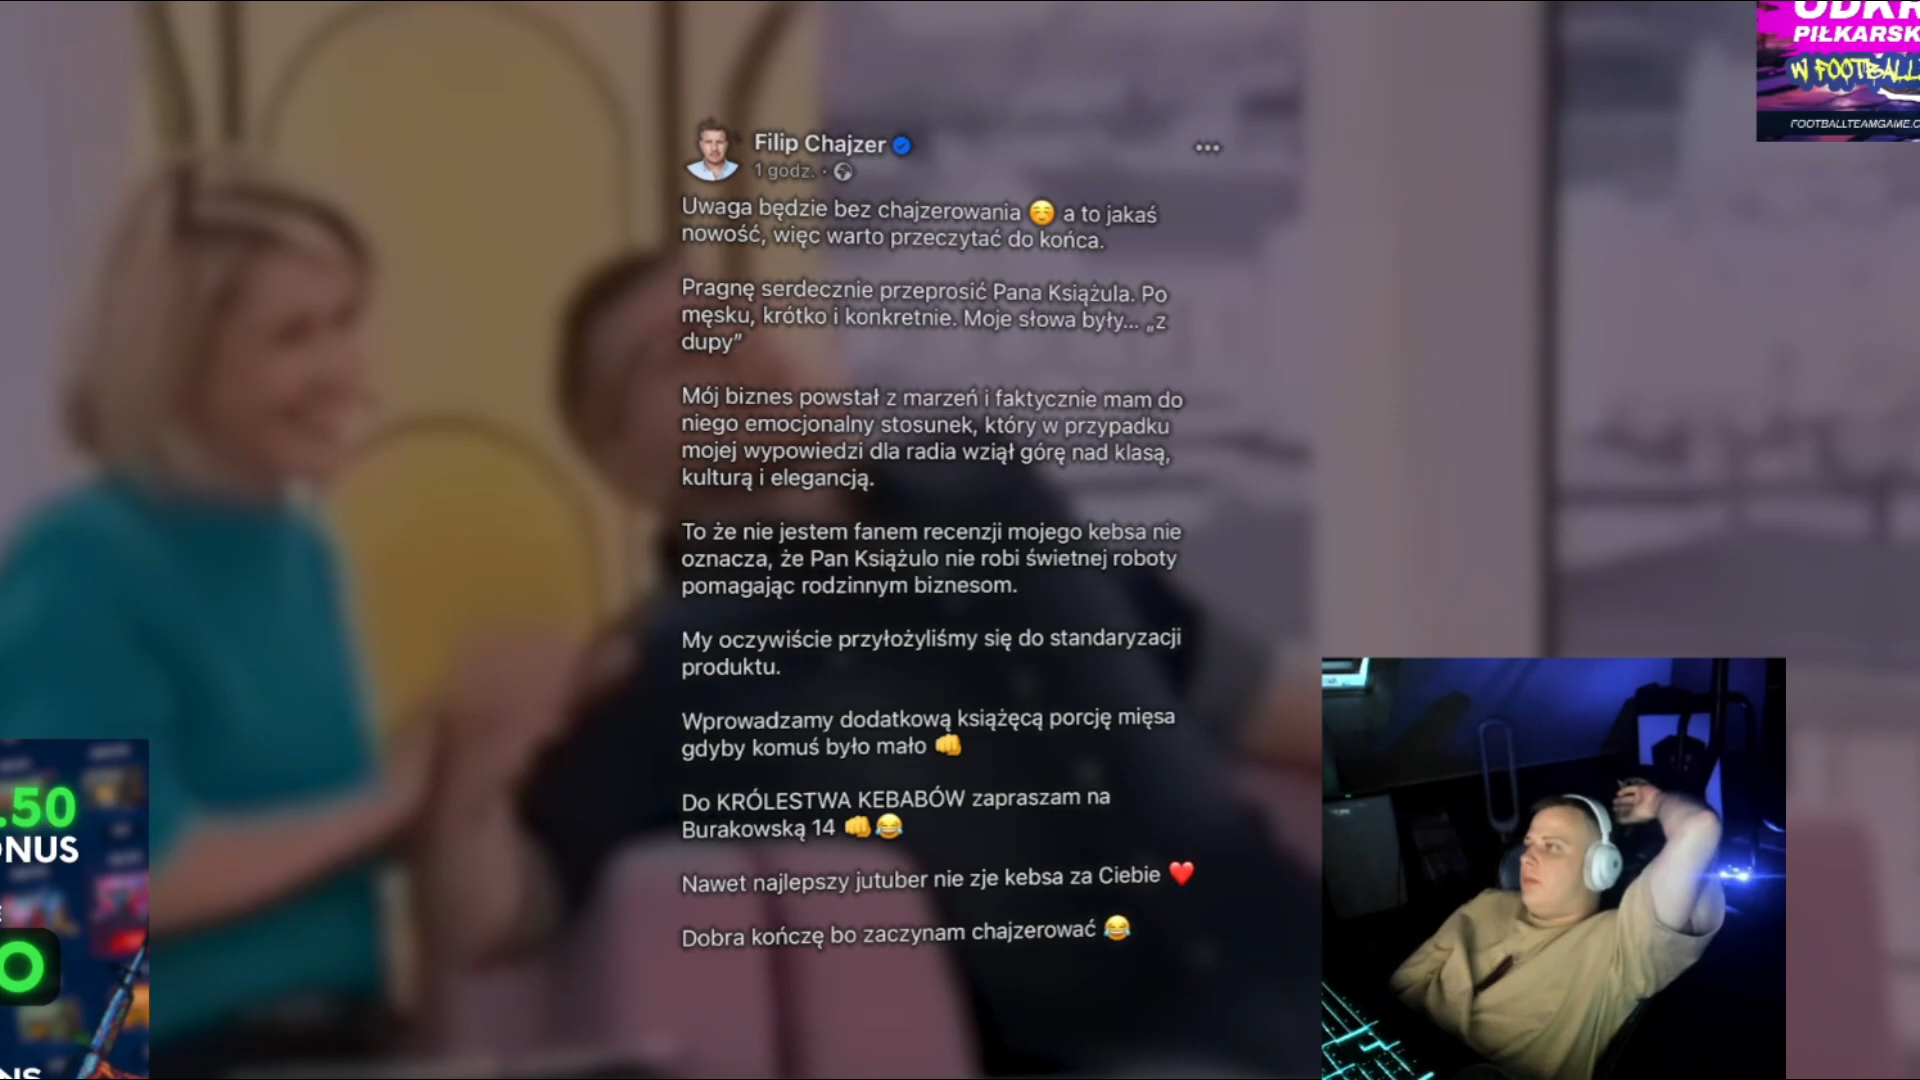 PIŁKARSK
W FOOTBALL
FOOTBALLTEAMGAME.C
Filip Chajzer
1 godz.
Uwaga będzie bez chajzerowania ☺️ a to jakaś
nowość, więc warto przeczytać do końca.
Pragnę serdecznie przeprosić Pana Książula. Po
męsku, krótko i konkretnie. Moje słowa były... „z
dupy”
Mój biznes powstał z marzeń i faktycznie mam do
niego emocjonalny stosunek, który w przypadku
mojej wypowiedzi dla radia wziął górę nad klasą,
kulturą i elegancją.
To że nie jestem fanem recenzji mojego kebsa nie
oznacza, że Pan Książulo nie robi świetnej roboty
pomagając rodzinnym biznesom.
My oczywiście przyłożyliśmy się do standaryzacji
produktu.
Wprowadzamy dodatkową książęcą porcję mięsa
gdyby komuś było mało 👊
Do KRÓLESTWA KEBABÓW zapraszam na
Burakowską 14 👊😂
Nawet najlepszy jutuber nie zje kebsa za Ciebie ❤️
Dobra kończę bo zaczynam chajzerować 😂
.50
ONUS
O